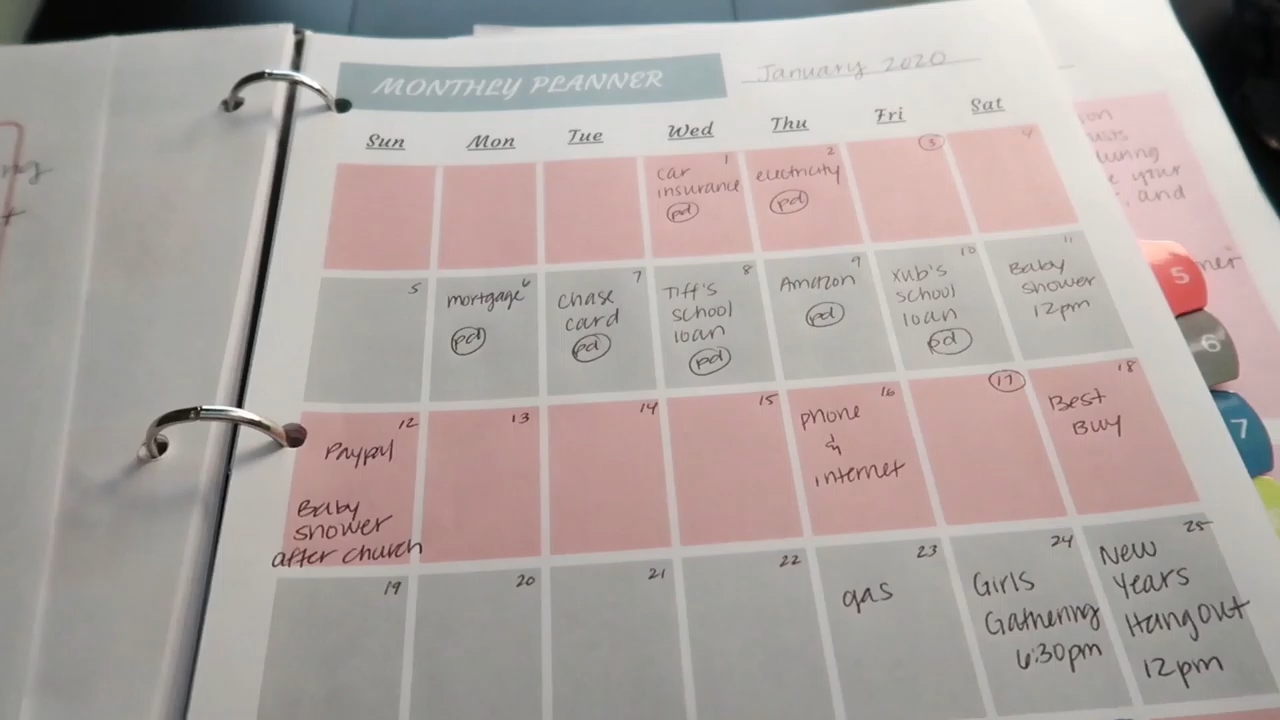 MONTHLY PLANNER
January 2020
Sun Mon Tue Wed Thu Fri Sat
1 2 3 4
car
insurance
pd
electricity
pd
5 6 7 8 9 10 11
mortgage
pd
chase
card
pd
Tiff's
school
loan
pd
Amazon
pd
Xub's
school
loan
pd
Baby
shower
12pm
12 13 14 15 16 17 18
Paypal
Baby
shower
after church
phone
&
internet
Best
Buy
19 20 21 22 23 24 25
gas
Girls
Gathering
6:30pm
New
Years
Hangout
12pm
your
and
5
6
7